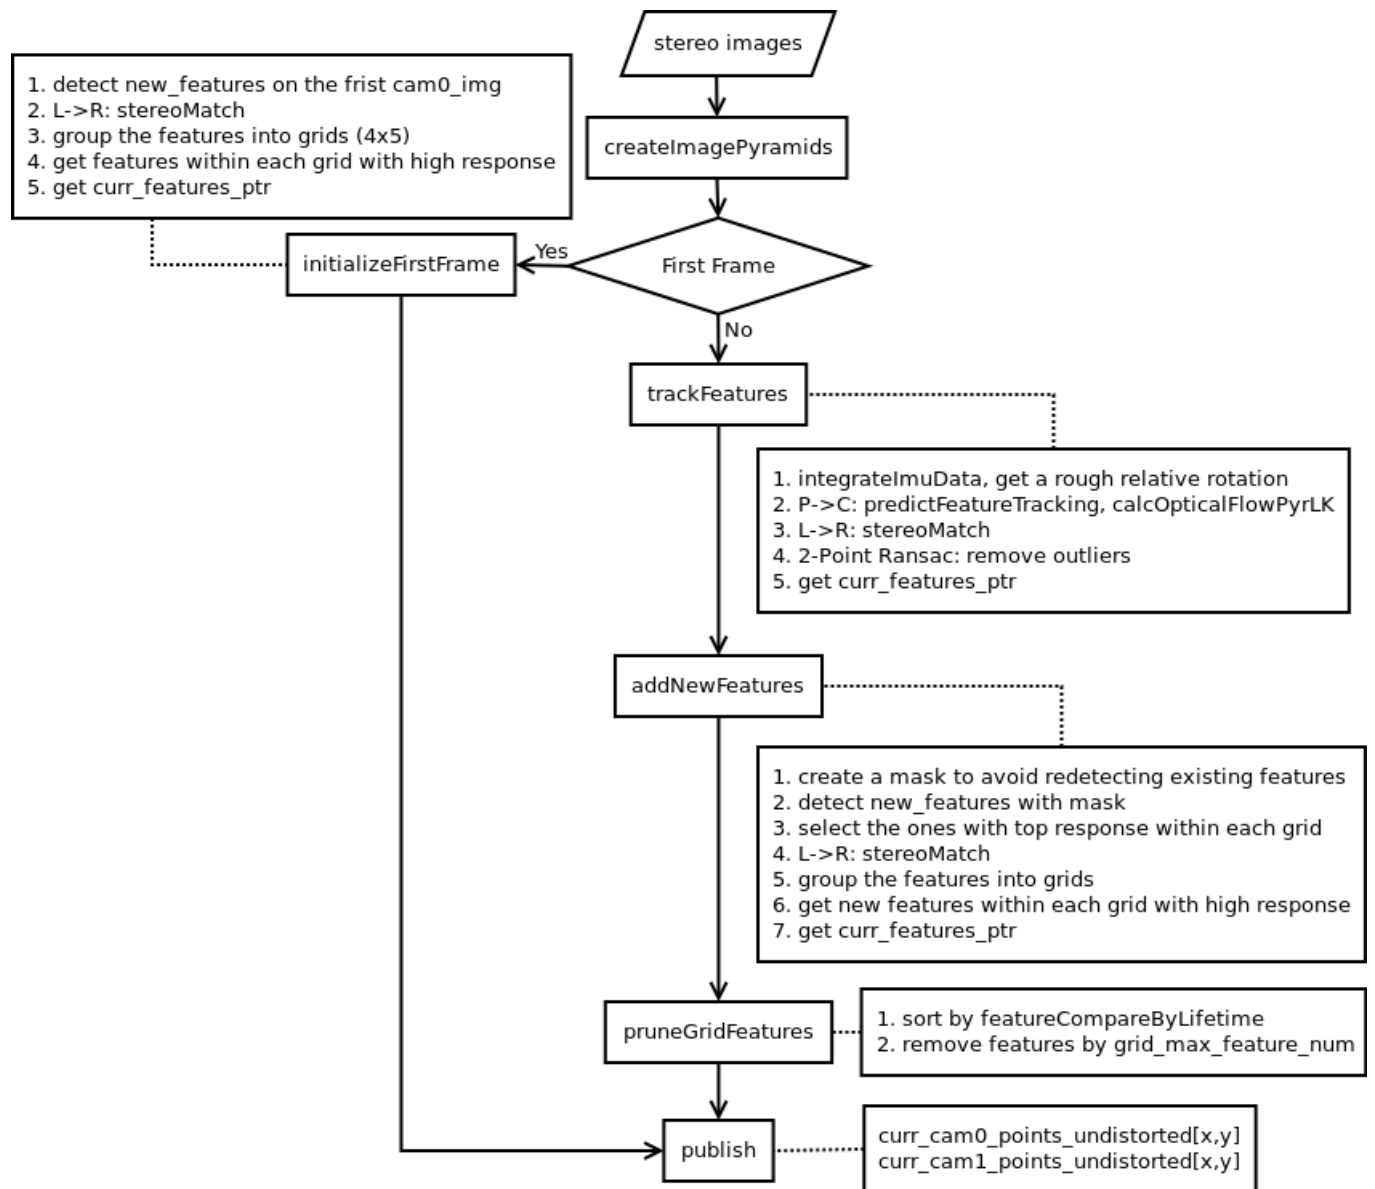 stereo images
1. detect new_features on the frist cam0_img
2. L->R: stereoMatch
3. group the features into grids (4x5)
4. get features within each grid with high response
5. get curr_features_ptr
createImagePyramids
initializeFirstFrame
Yes
First Frame
No
trackFeatures
1. integrateImuData, get a rough relative rotation
2. P->C: predictFeatureTracking, calcOpticalFlowPyrLK
3. L->R: stereoMatch
4. 2-Point Ransac: remove outliers
5. get curr_features_ptr
addNewFeatures
1. create a mask to avoid redetecting existing features
2. detect new_features with mask
3. select the ones with top response within each grid
4. L->R: stereoMatch
5. group the features into grids
6. get new features within each grid with high response
7. get curr_features_ptr
pruneGridFeatures
1. sort by featureCompareByLifetime
2. remove features by grid_max_feature_num
publish
curr_cam0_points_undistorted[x,y]
curr_cam1_points_undistorted[x,y]